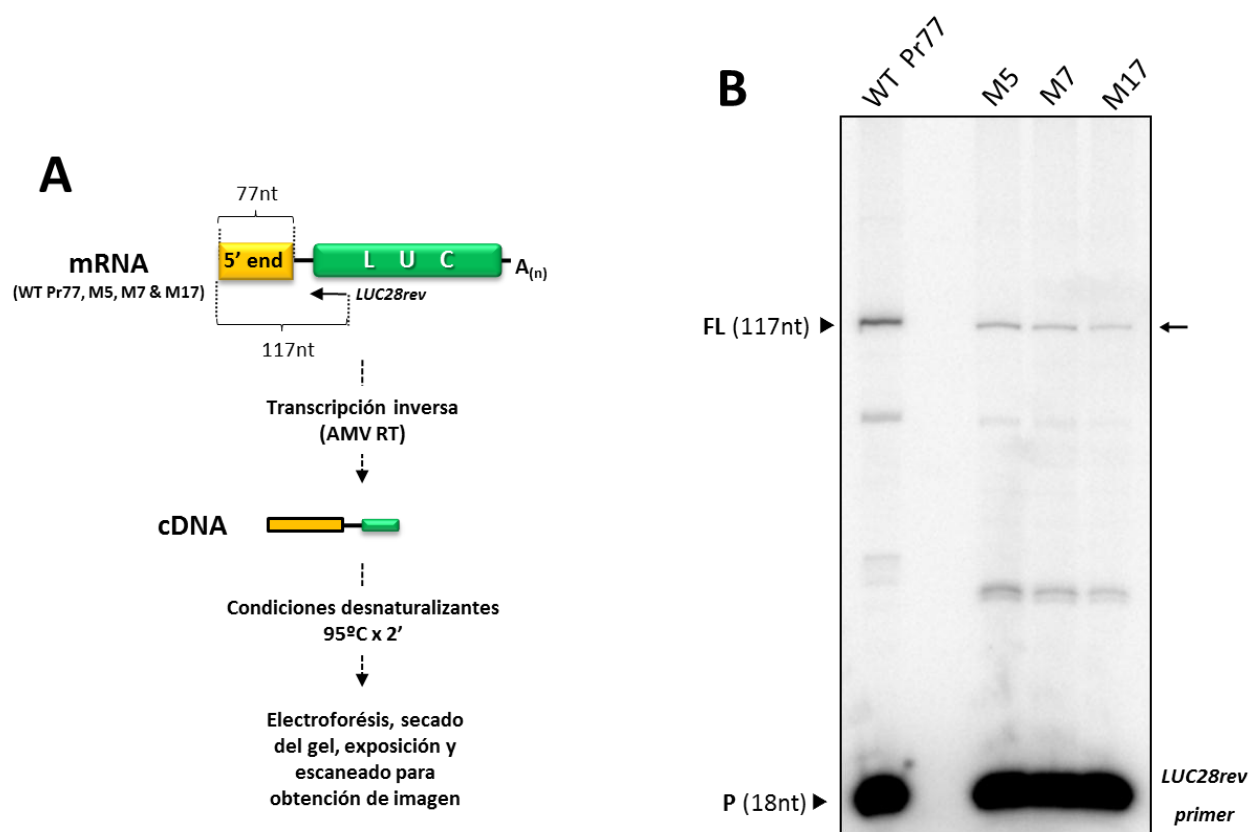 A
77nt
5' end
L U C
A(n)
mRNA
(WT Pr77, M5, M7 & M17)
LUC28rev
117nt
Transcripción inversa
(AMV RT)
cDNA
Condiciones desnaturalizantes
95ºC x 2'
Electroforésis, secado
del gel, exposición y
escaneado para
obtención de imagen
B
WT Pr77
M5
M7
M17
FL (117nt)
P (18nt)
LUC28rev
primer